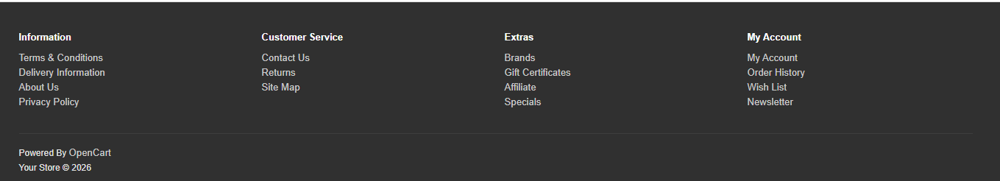 Information
Terms & Conditions
Delivery Information
About Us
Privacy Policy
Customer Service
Contact Us
Returns
Site Map
Extras
Brands
Gift Certificates
Affiliate
Specials
My Account
My Account
Order History
Wish List
Newsletter
Powered By OpenCart
Your Store © 2026